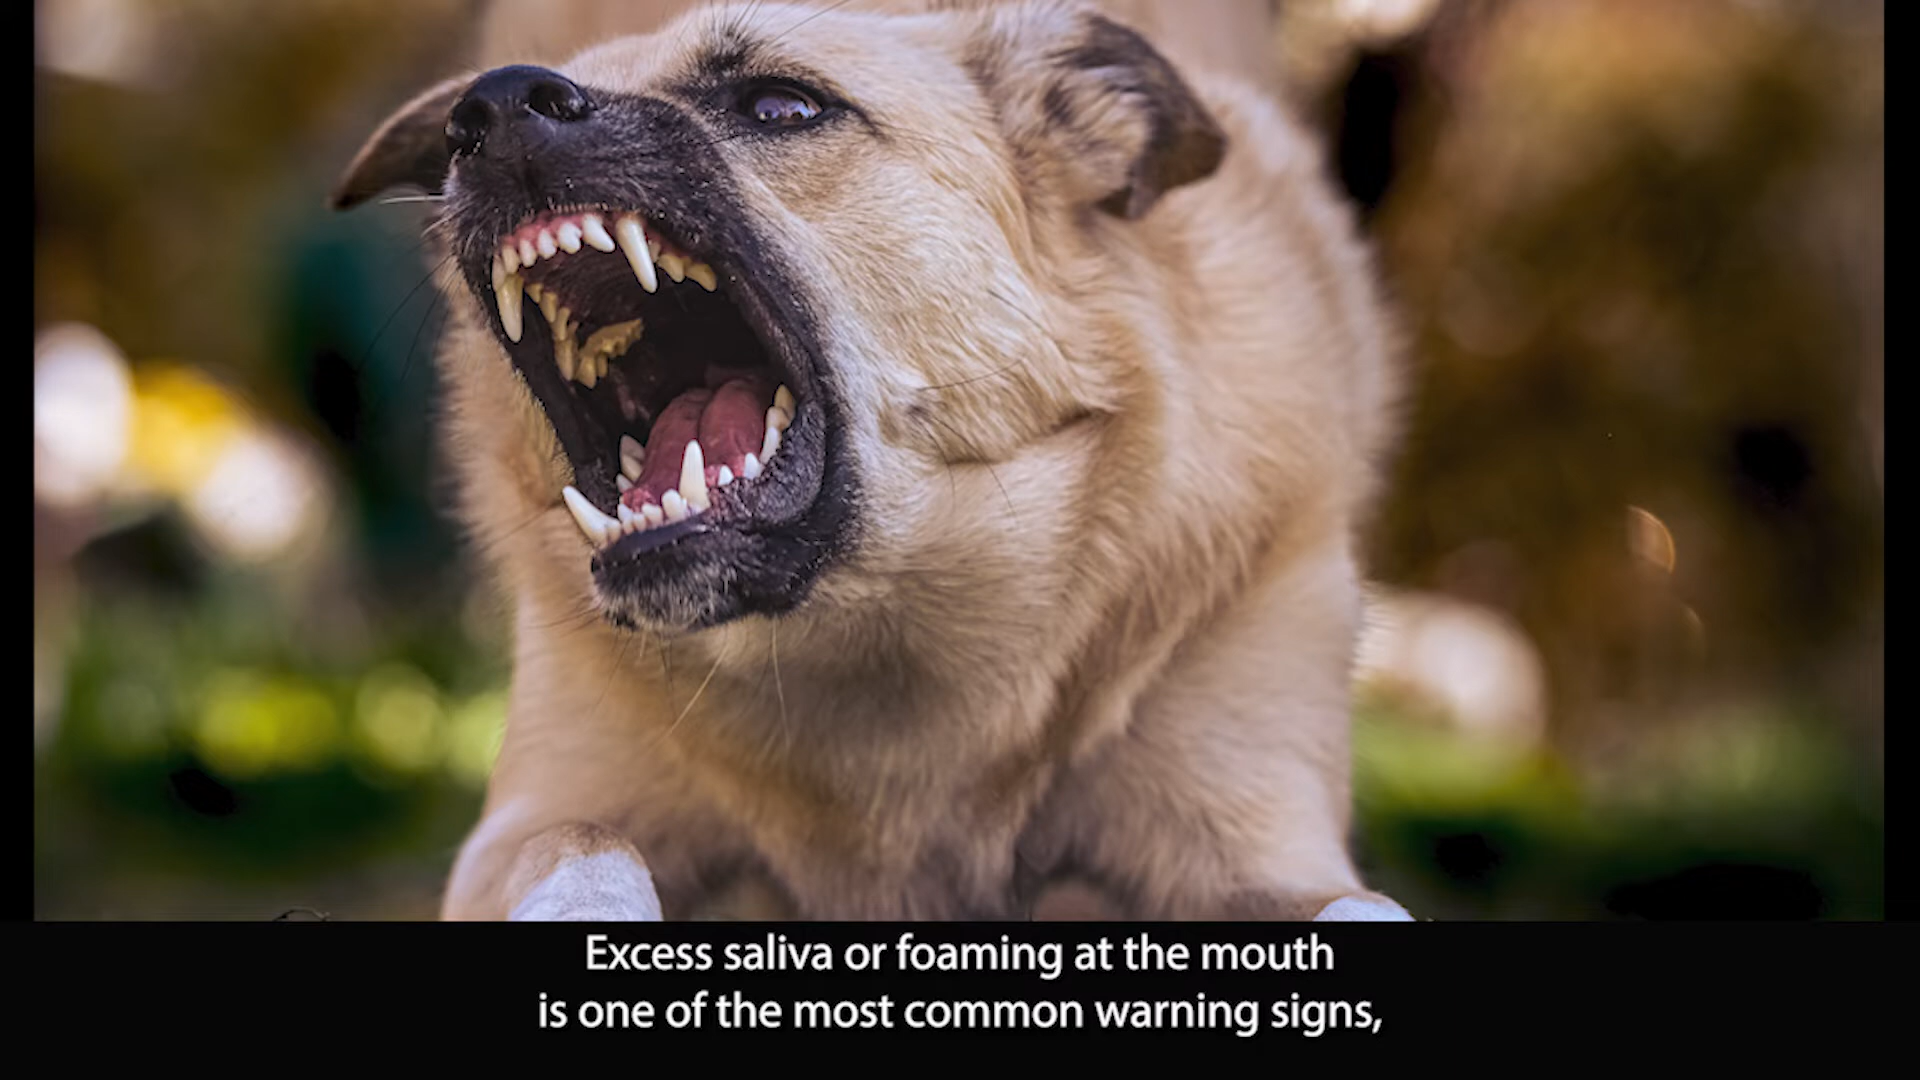 Excess saliva or foaming at the mouth
is one of the most common warning signs,